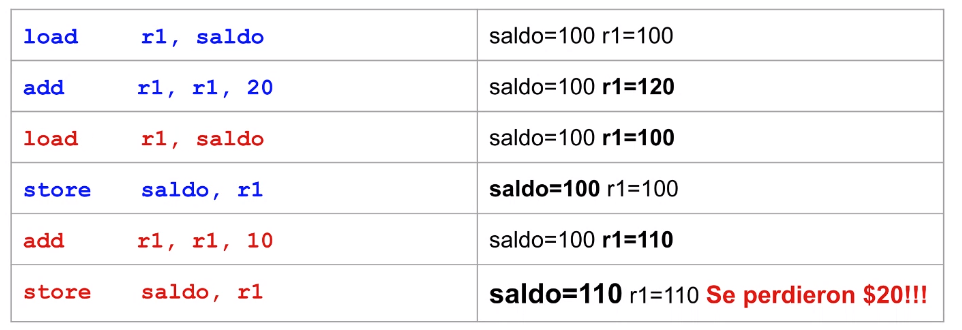 load r1, saldo saldo=100 r1=100
add r1, r1, 20 saldo=100 r1=120
load r1, saldo saldo=100 r1=100
store saldo, r1 saldo=100 r1=100
add r1, r1, 10 saldo=100 r1=110
store saldo, r1 saldo=110 r1=110 Se perdieron $20!!!